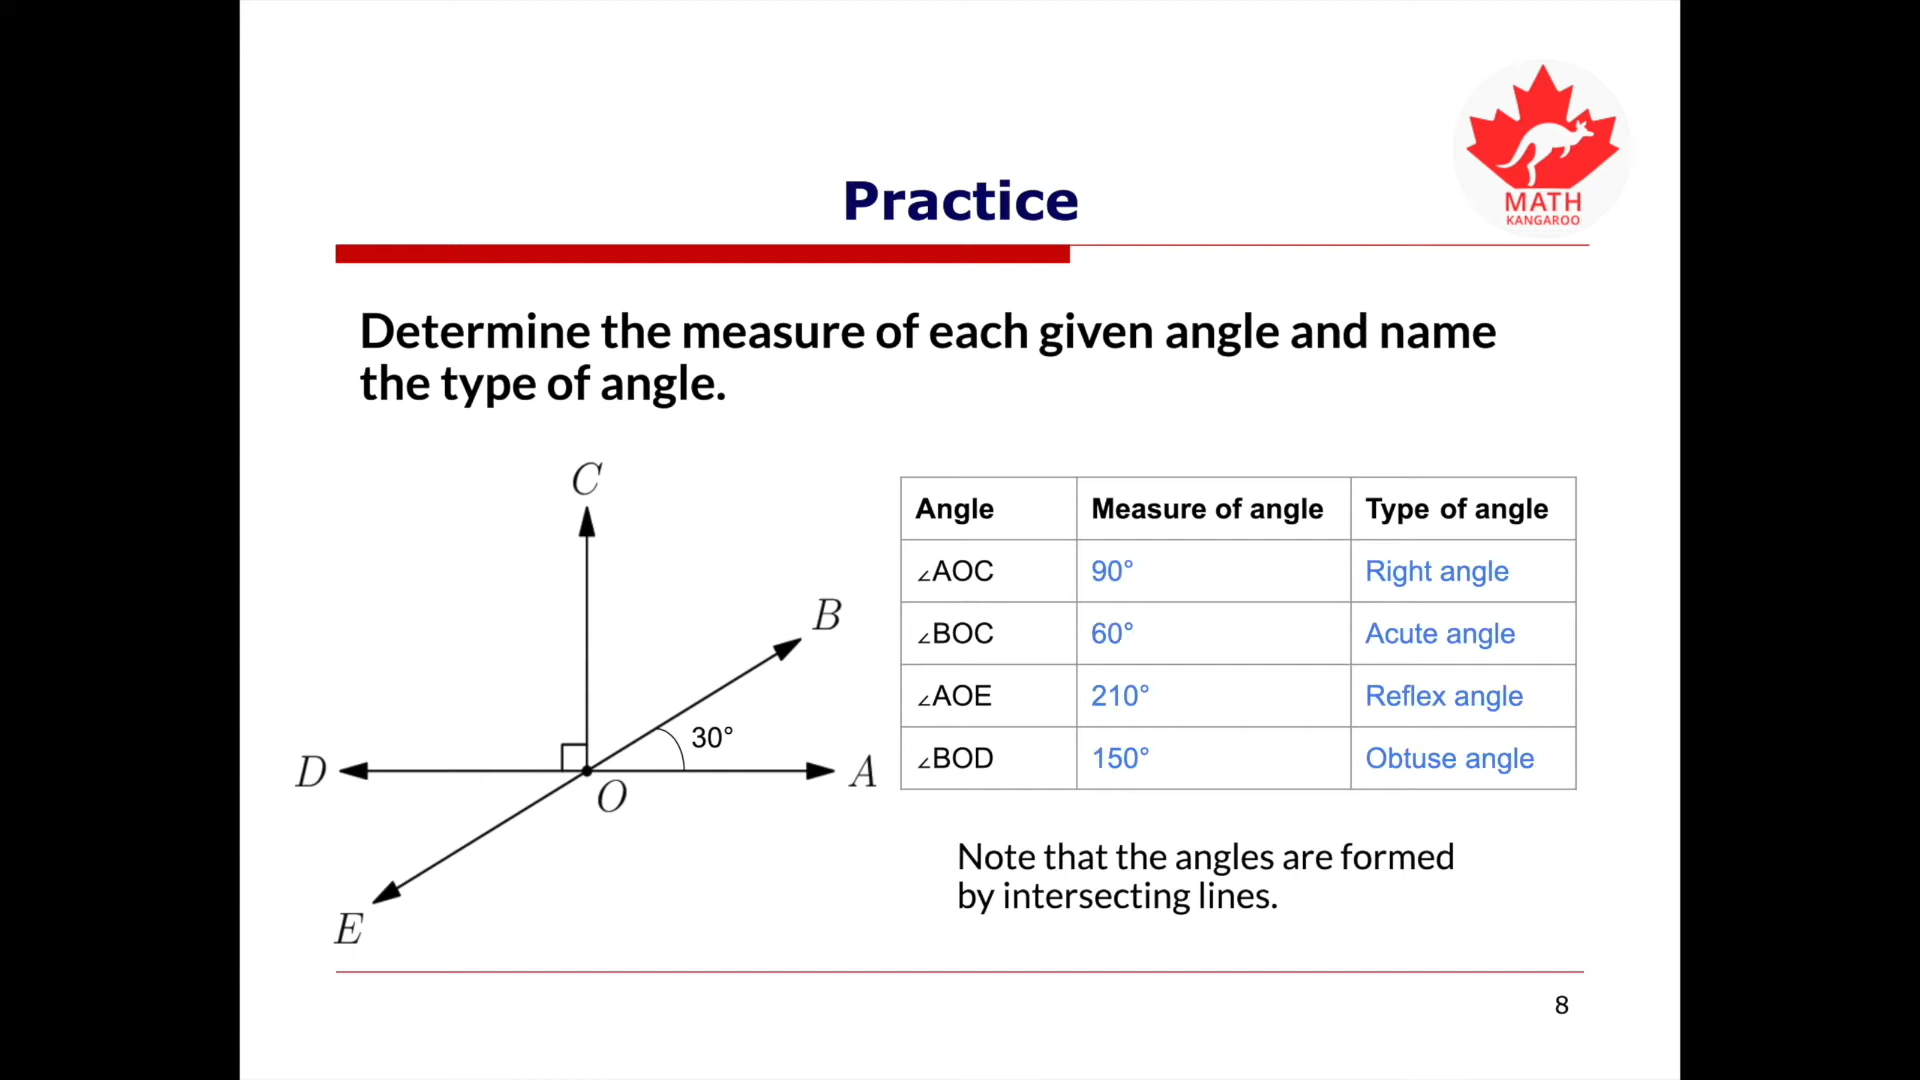 MATH
KANGAROO
Practice
Determine the measure of each given angle and name
the type of angle.
C
B
30°
D
A
O
E
Angle Measure of angle Type of angle
∠AOC 90° Right angle
∠BOC 60° Acute angle
∠AOE 210° Reflex angle
∠BOD 150° Obtuse angle
Note that the angles are formed
by intersecting lines.
8